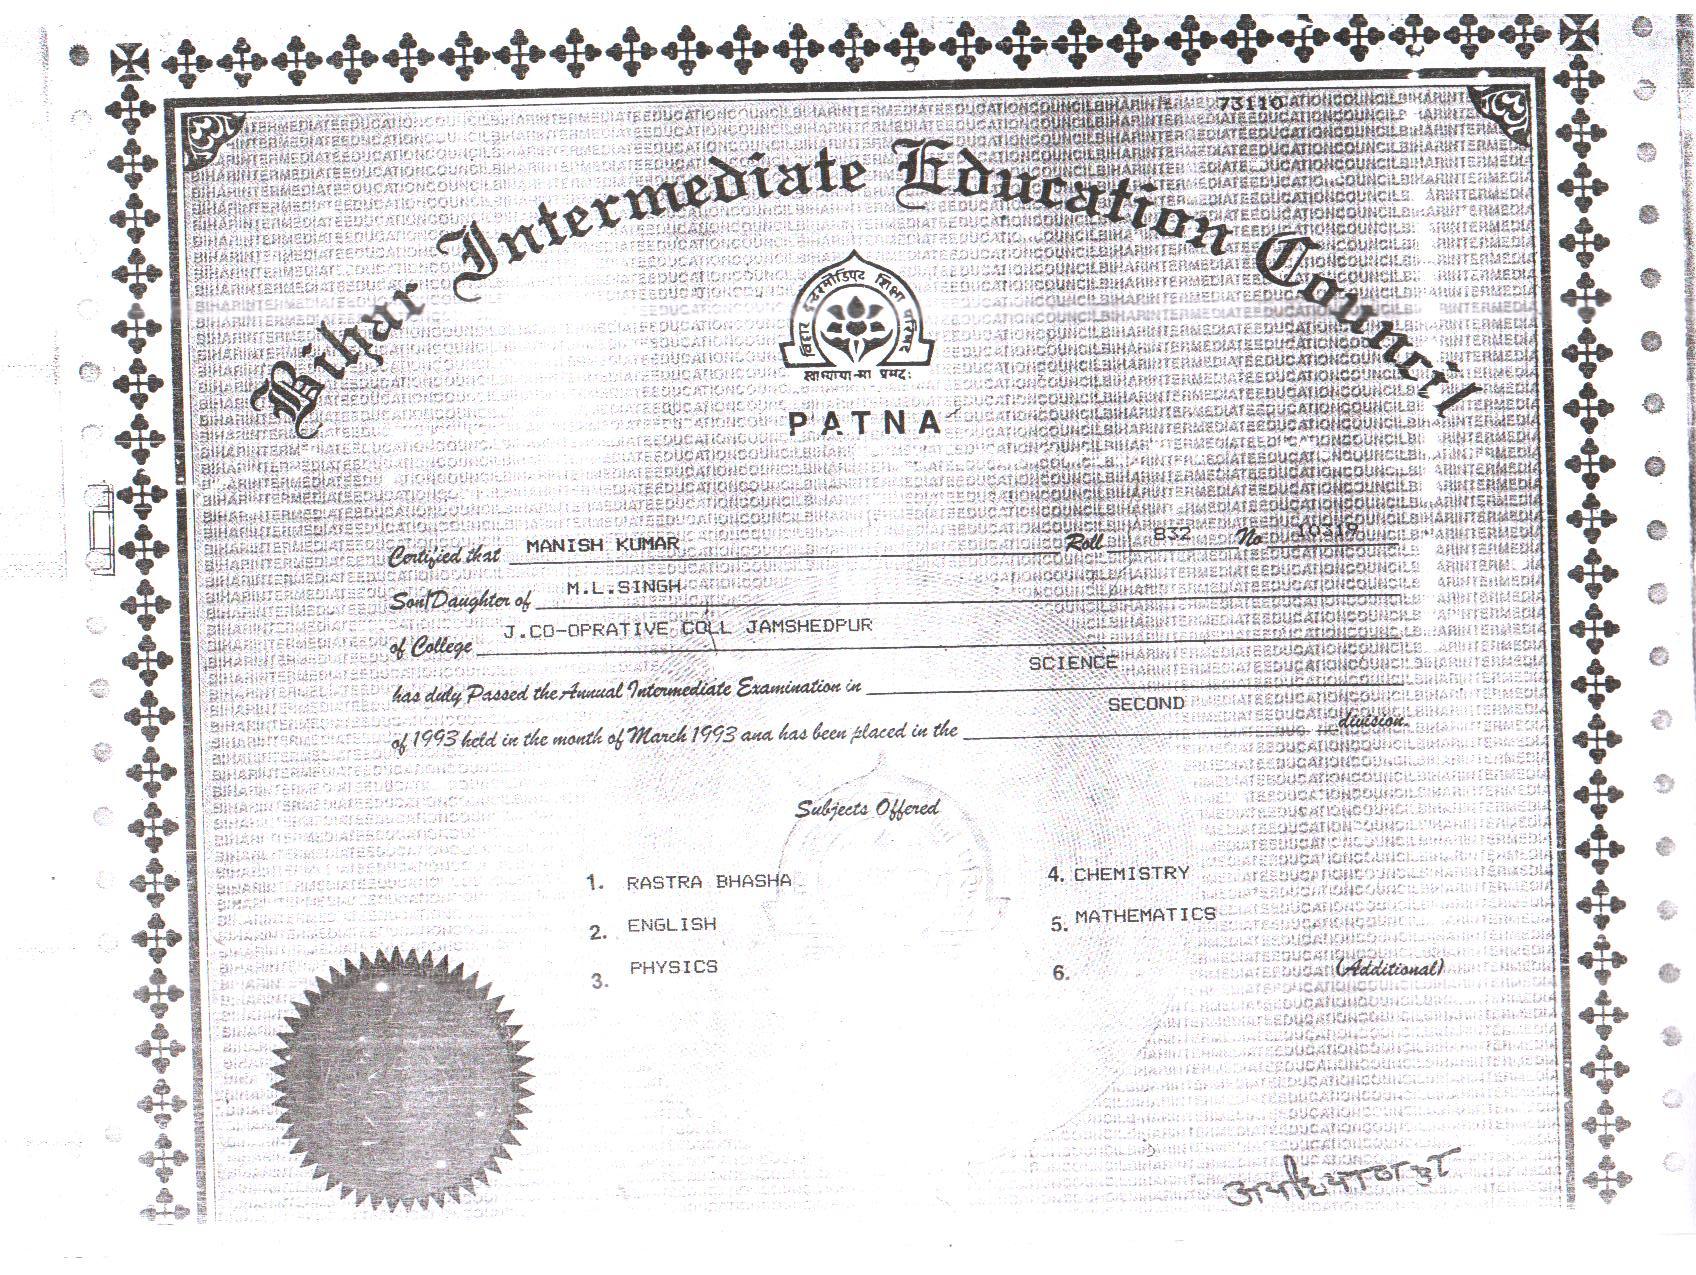 73110
Bihar Intermediate Education Council
बिहार इन्टरमीडिएट शिक्षा परिषद
स्वाध्याया-मा प्रमदः
PATNA
Certified that MANISH KUMAR Roll 832 No 10319
Son/Daughter of M.L.SINGH
of College J.CO-OPRATIVE COLL JAMSHEDPUR
has duly Passed the Annual Intermediate Examination in SCIENCE
of 1993 held in the month of March 1993 and has been placed in the SECOND division.
Subjects Offered
1. RASTRA BHASHA
2. ENGLISH
3. PHYSICS
4. CHEMISTRY
5. MATHEMATICS
6. (Additional)